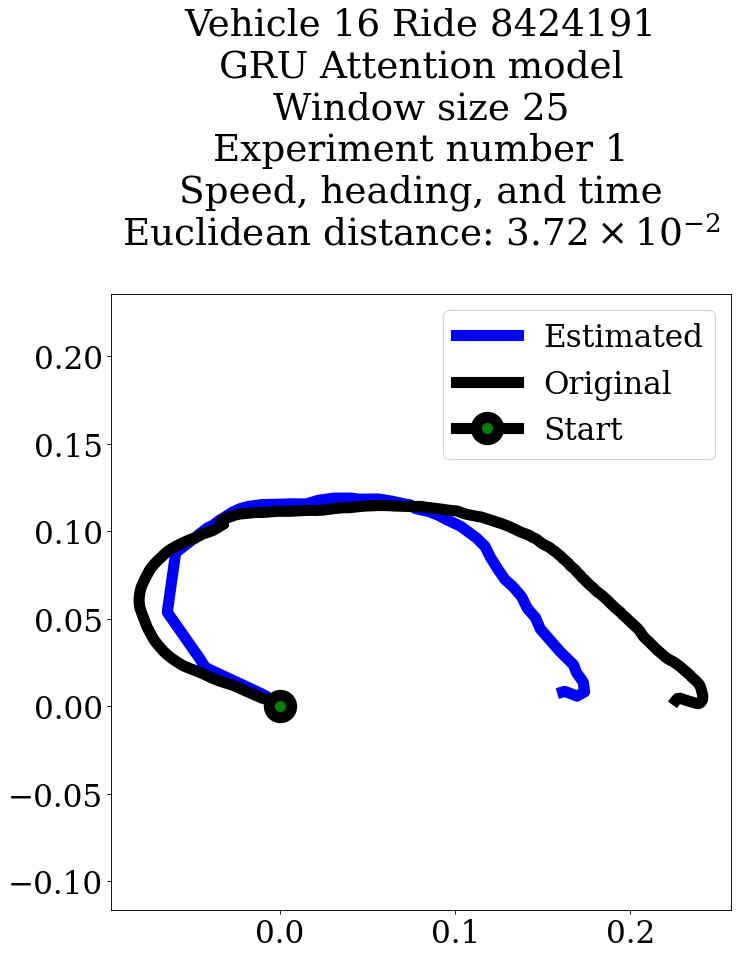 Vehicle 16 Ride 8424191
GRU Attention model
Window size 25
Experiment number 1
Speed, heading, and time
Euclidean distance: 3.72 × 10⁻²
Estimated
Original
Start
0.20
0.15
0.10
0.05
0.00
−0.05
−0.10
0.0 0.1 0.2